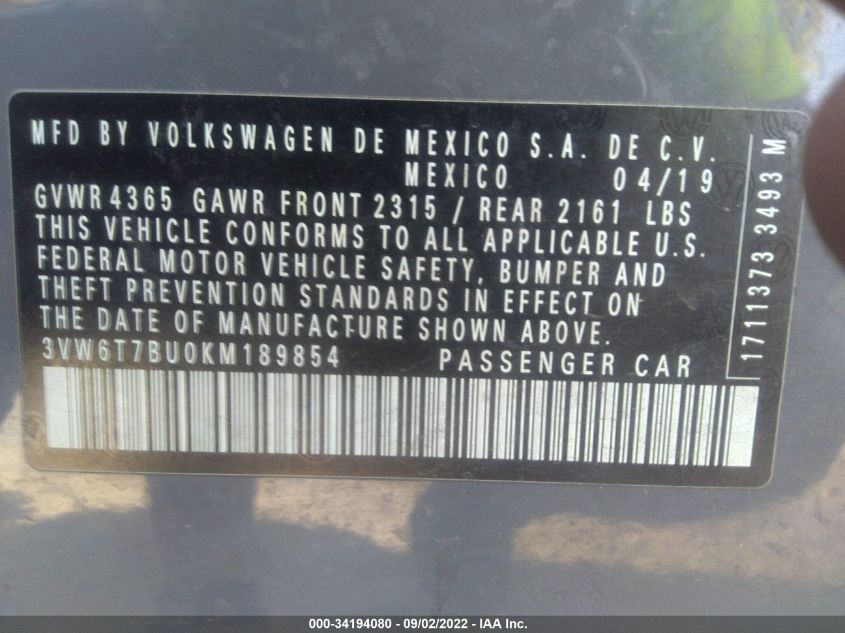 MFD BY VOLKSWAGEN DE MEXICO S.A. DE C.V.
MEXICO 04/19
GVWR 4365 GAWR FRONT 2315 / REAR 2161 LBS
THIS VEHICLE CONFORMS TO ALL APPLICABLE U.S.
FEDERAL MOTOR VEHICLE SAFETY, BUMPER AND
THEFT PREVENTION STANDARDS IN EFFECT ON
THE DATE OF MANUFACTURE SHOWN ABOVE.
3VW6T7BU0KM189854 PASSENGER CAR
1711373 3493 M
000-34194080 - 09/02/2022 - IAA Inc.